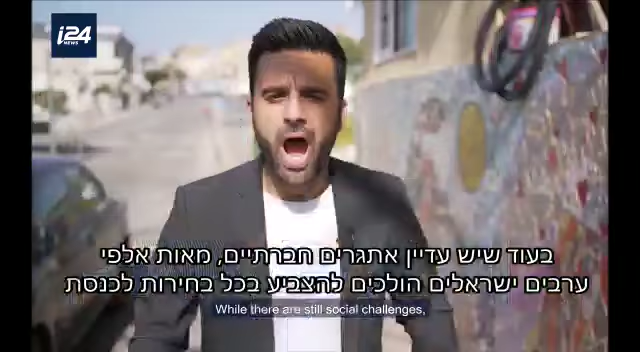 i24
NEWS
בעוד שיש עדיין אתגרים חברתיים, מאות אלפי
ערבים ישראלים הולכים להצביע בכל בחירות לכנסת
While there are still social challenges,